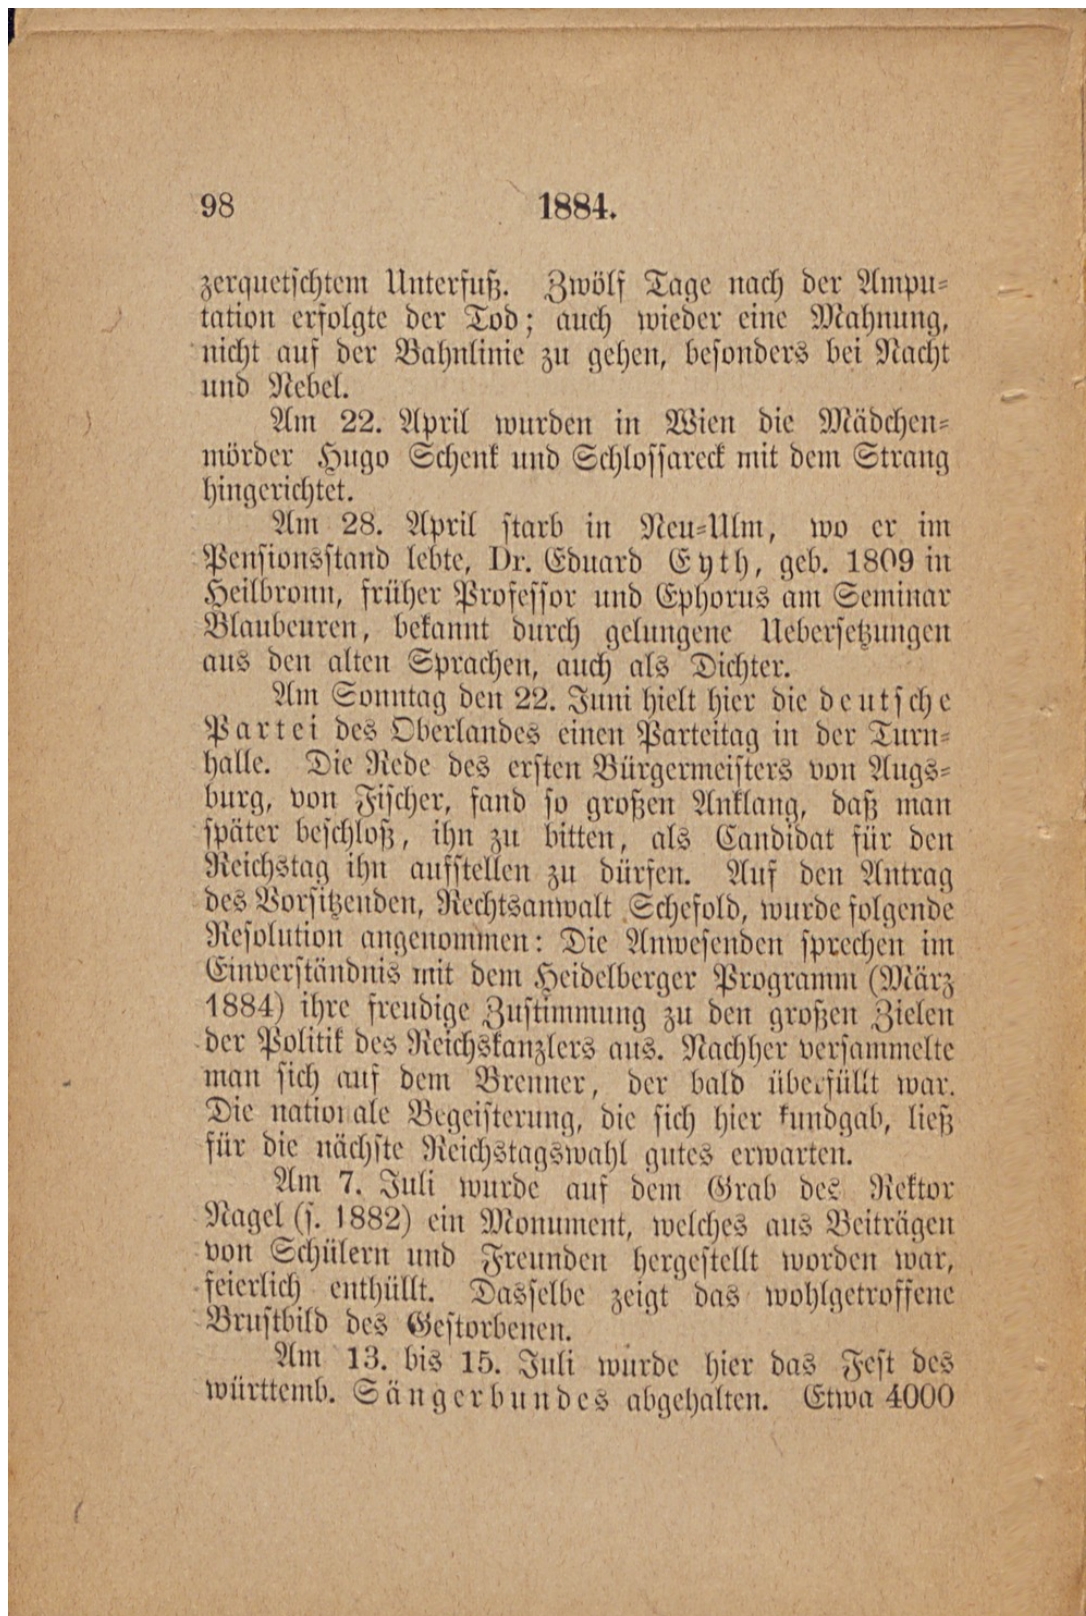 98 1884.
zerquetschtem Unterfuß. Zwölf Tage nach der Ampu-
tation erfolgte der Tod; auch wieder eine Mahnung,
nicht auf der Bahnlinie zu gehen, besonders bei Nacht
und Nebel.
Am 22. April wurden in Wien die Mädchen-
mörder Hugo Schenk und Schlossareck mit dem Strang
hingerichtet.
Am 28. April starb in Neu-Ulm, wo er im
Pensionsstand lebte, Dr. Eduard Eyth, geb. 1809 in
Heilbronn, früher Professor und Ephorus am Seminar
Blaubeuren, bekannt durch gelungene Uebersetzungen
aus den alten Sprachen, auch als Dichter.
Am Sonntag den 22. Juni hielt hier die deutsche
Partei des Oberlandes einen Parteitag in der Turn-
halle. Die Rede des ersten Bürgermeisters von Augs-
burg, von Fischer, fand so großen Anklang, daß man
später beschloß, ihn zu bitten, als Candidat für den
Reichstag ihn aufstellen zu dürfen. Auf den Antrag
des Vorsitzenden, Rechtsanwalt Schefold, wurde folgende
Resolution angenommen: Die Anwesenden sprechen im
Einverständnis mit dem Heidelberger Programm (März
1884) ihre freudige Zustimmung zu den großen Zielen
der Politik des Reichskanzlers aus. Nachher versammelte
man sich auf dem Brenner, der bald überfüllt war.
Die nationale Begeisterung, die sich hier kundgab, ließ
für die nächste Reichstagswahl gutes erwarten.
Am 7. Juli wurde auf dem Grab des Rektor
Nagel (s. 1882) ein Monument, welches aus Beiträgen
von Schülern und Freunden hergestellt worden war,
feierlich enthüllt. Dasselbe zeigt das wohlgetroffene
Brustbild des Gestorbenen.
Am 13. bis 15. Juli wurde hier das Fest des
württemb. Sängerbundes abgehalten. Etwa 4000